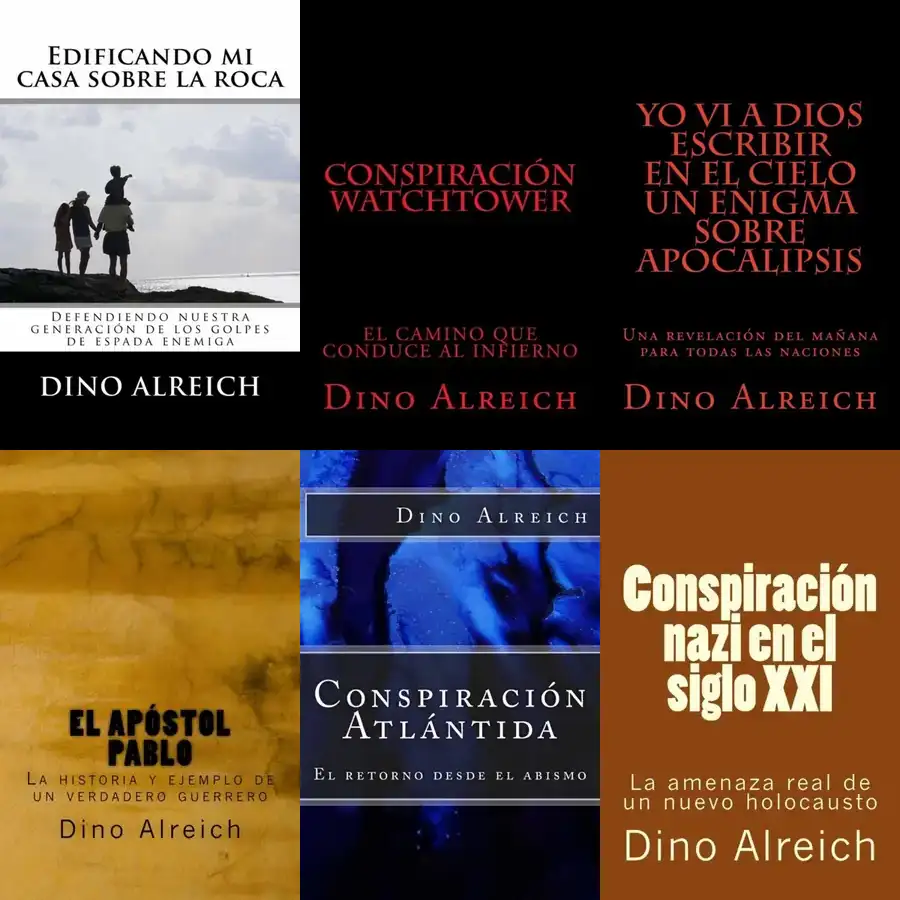 Edificando mi
casa sobre la roca
Defendiendo nuestra
generación de los golpes
de espada enemiga
DINO ALREICH
CONSPIRACIÓN
WATCHTOWER
EL CAMINO QUE
CONDUCE AL INFIERNO
Dino Alreich
YO VI A DIOS
ESCRIBIR
EN EL CIELO
UN ENIGMA
SOBRE
APOCALIPSIS
Una revelación del mañana
para todas las naciones
Dino Alreich
EL APÓSTOL
PABLO
La historia y ejemplo de
un verdadero guerrero
Dino Alreich
Dino Alreich
Conspiración
Atlántida
El retorno desde el abismo
Conspiración
nazi en el
siglo XXI
La amenaza real de
un nuevo holocausto
Dino Alreich